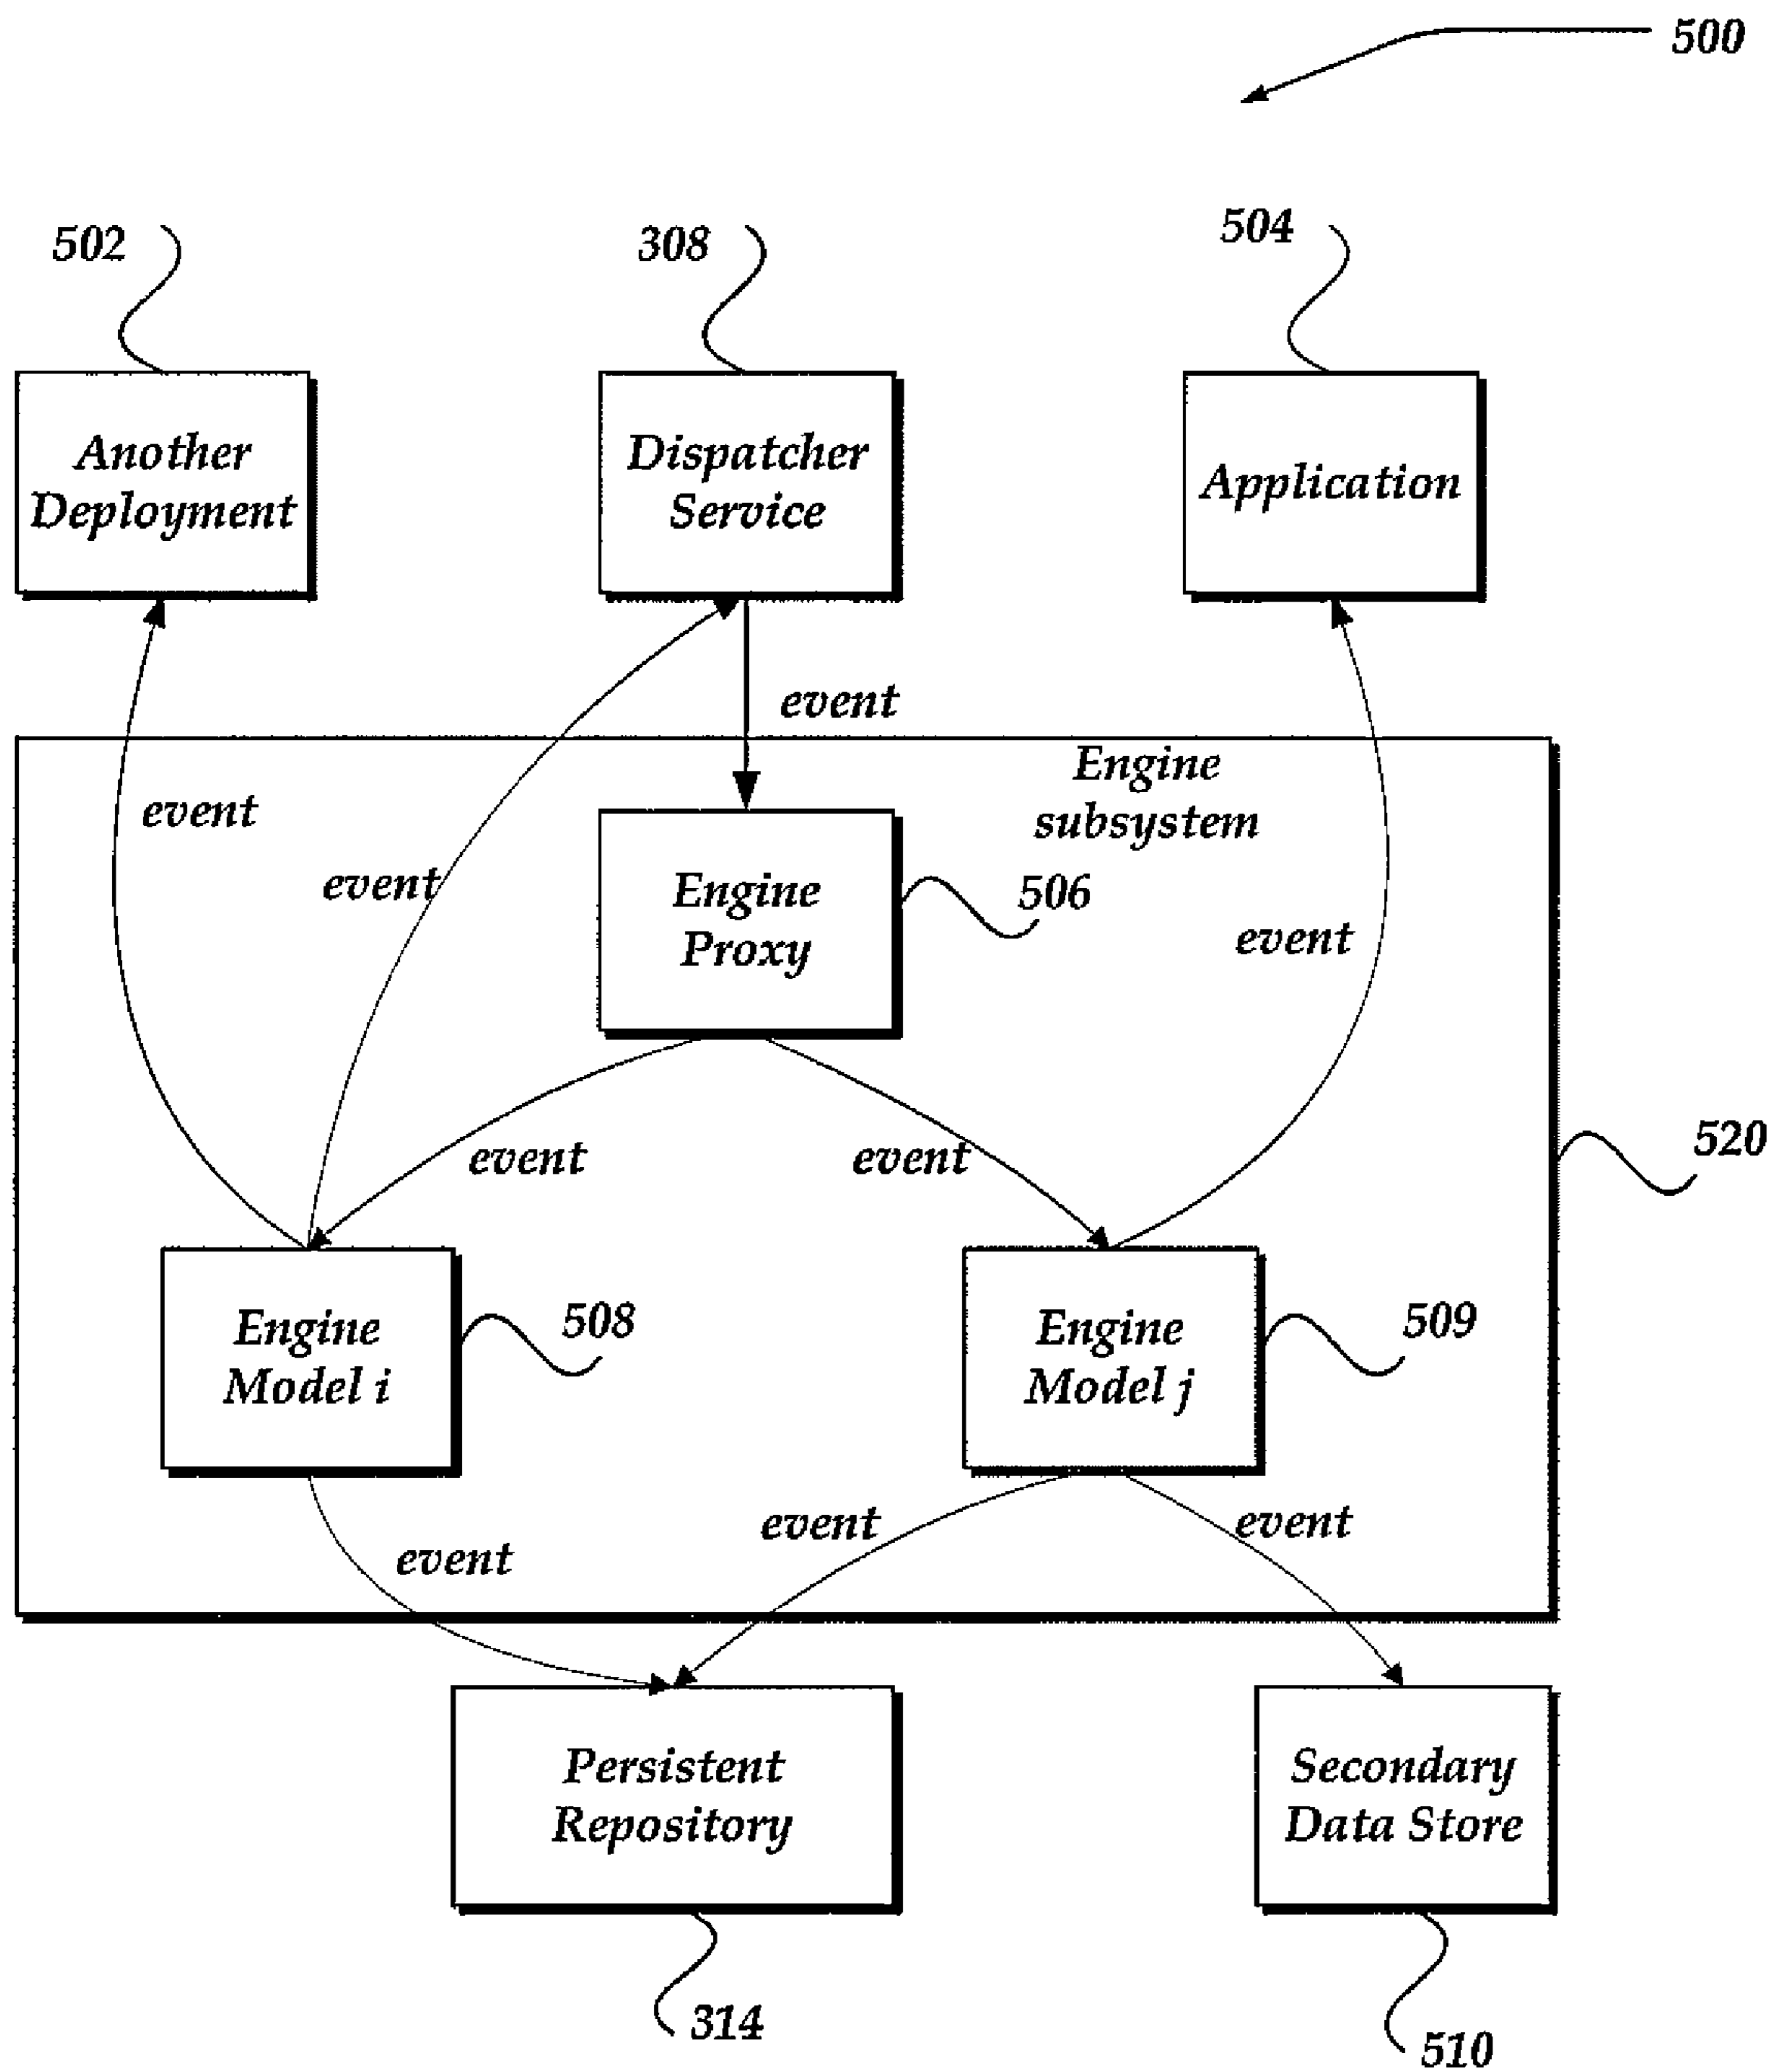 500
502
308
504
Another
Deployment
Dispatcher
Service
Application
event
Engine
subsystem
event
event
Engine
Proxy
506
event
event
event
520
Engine
Model i
508
Engine
Model j
509
event
event
event
Persistent
Repository
Secondary
Data Store
314
510